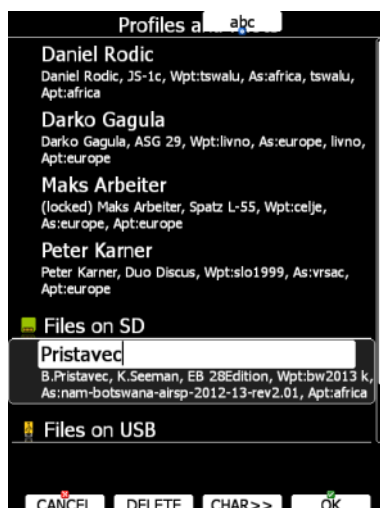 Profiles a
abc
Daniel Rodic
Daniel Rodic, JS-1c, Wpt:tswalu, As:africa, tswalu,
Apt:africa
Darko Gagula
Darko Gagula, ASG 29, Wpt:livno, As:europe, livno,
Apt:europe
Maks Arbeiter
(locked) Maks Arbeiter, Spatz L-55, Wpt:celje,
As:europe, Apt:europe
Peter Karner
Peter Karner, Duo Discus, Wpt:slo1999, As:vrsac,
Apt:europe
Files on SD
Pristavec
B.Pristavec, K.Seeman, EB 28Edition, Wpt:bw2013 k,
As:nam-botswana-airsp-2012-13-rev2.01, Apt:africa
Files on USB
CANCEL DELETE CHAR>> OK